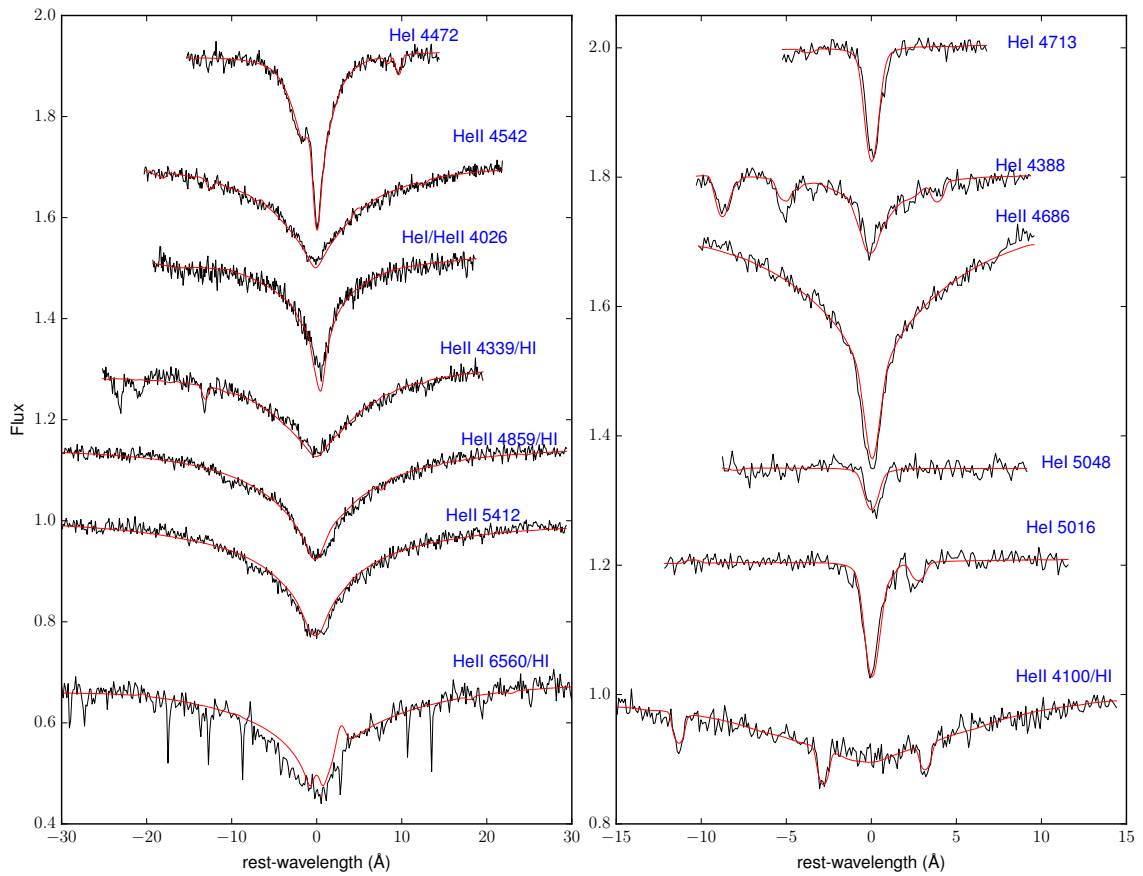 2.0
1.8
1.6
1.4
1.2
1.0
0.8
0.6
0.4
Flux
HeI 4472
HeII 4542
HeI/HeII 4026
HeII 4339/HI
HeII 4859/HI
HeII 5412
HeII 6560/HI
−30 −20 −10 0 10 20 30
rest-wavelength (Å)
2.0
1.8
1.6
1.4
1.2
1.0
0.8
HeI 4713
HeI 4388
HeII 4686
HeI 5048
HeI 5016
HeII 4100/HI
−15 −10 −5 0 5 10 15
rest-wavelength (Å)